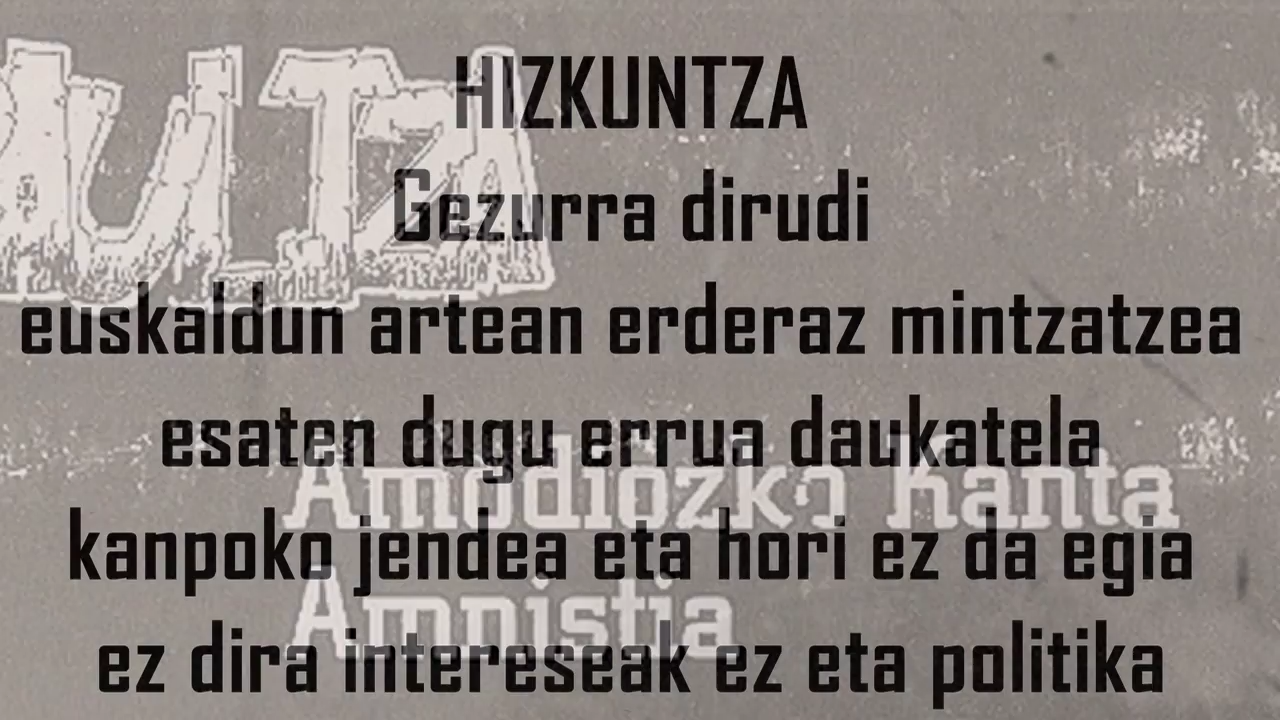 HIZKUNTZA
Gezurra dirudi
euskaldun artean erderaz mintzatzea
esaten dugu errua daukatela
Amodiozko Kanta
kanpoko jendea eta hori ez da egia
Amnistia
ez dira intereseak ez eta politika